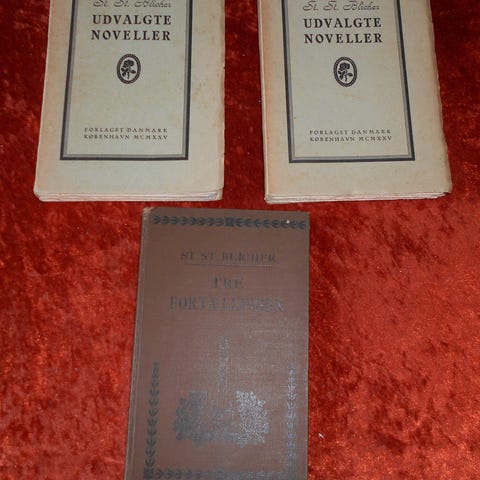 St. St. Blicher
UDVALGTE
NOVELLER
FORLAGET DANMARK
KØBENHAVN MCMXXV
St. St. Blicher
UDVALGTE
NOVELLER
FORLAGET DANMARK
KØBENHAVN MCMXXV
ST. ST. BLICHER
TRE
FORTÆLLINGER